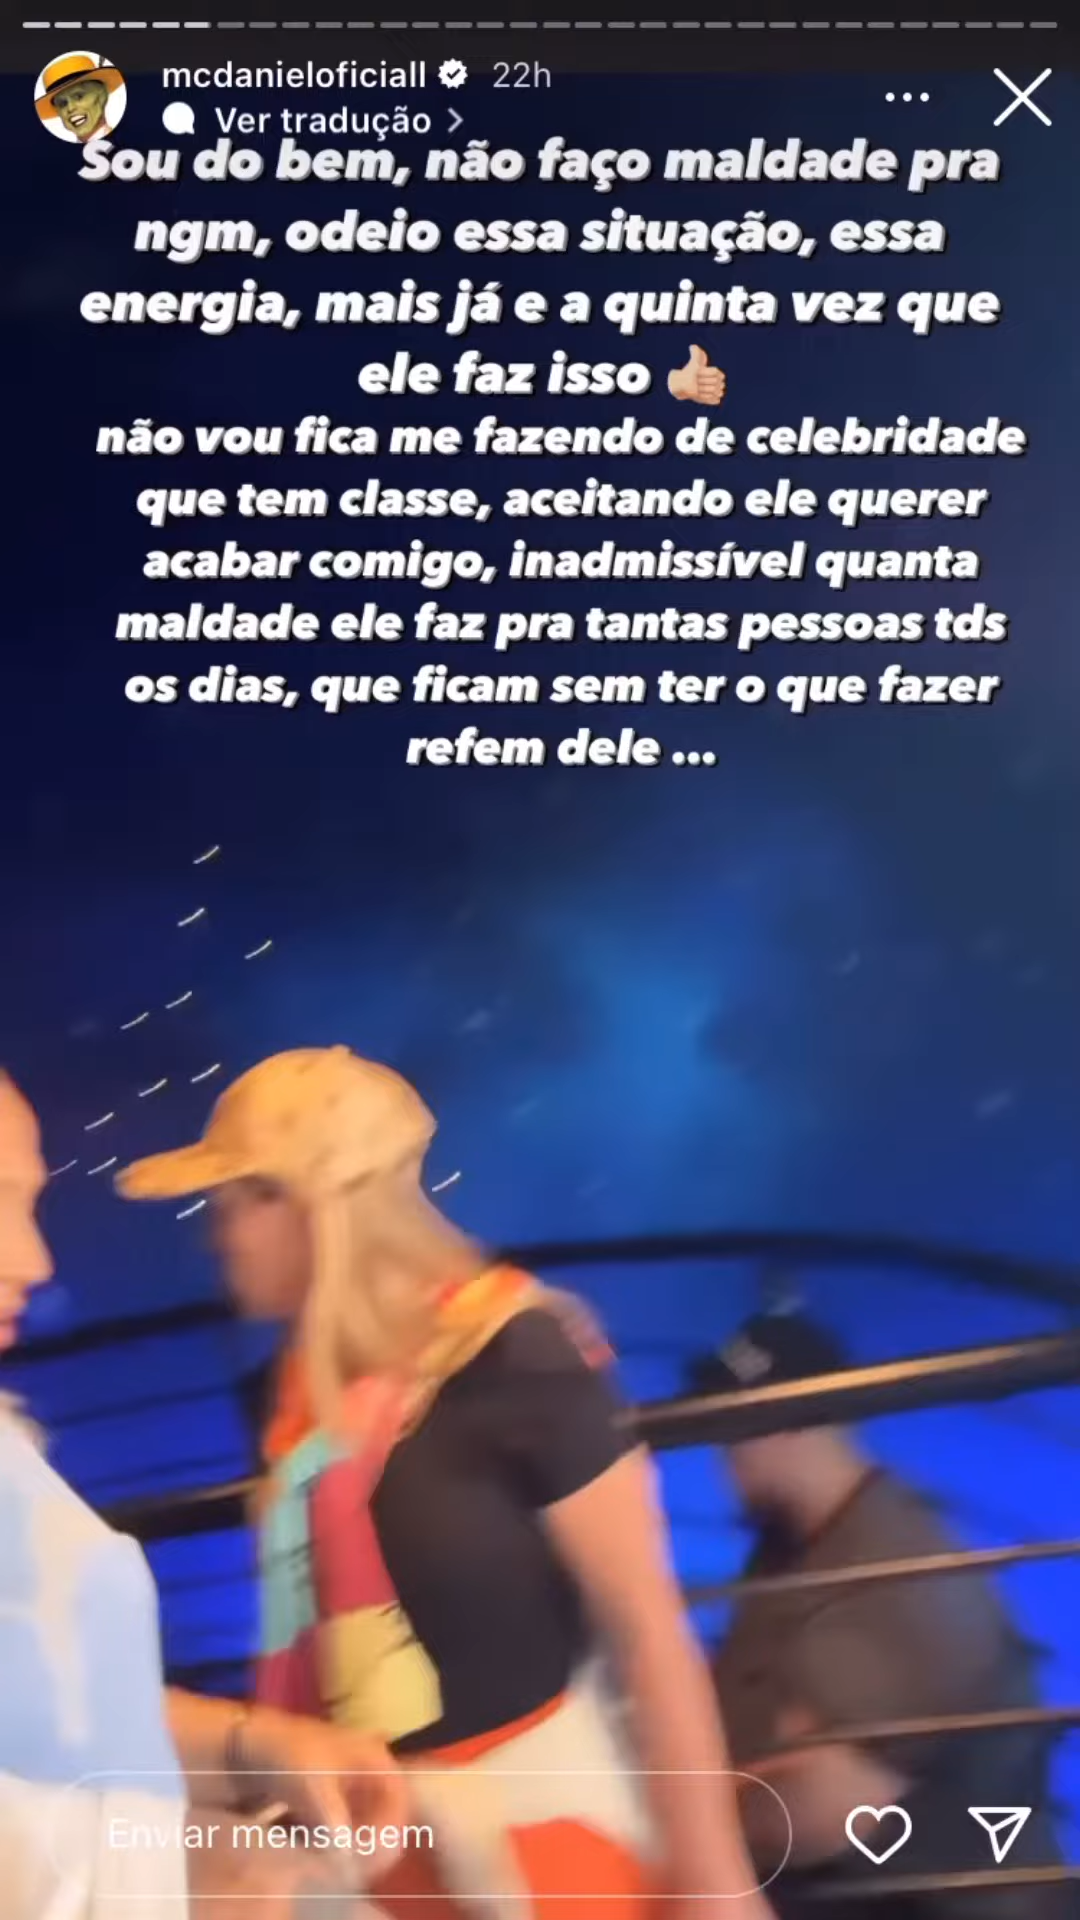 mcdanieloficiall 22h
Ver tradução
Sou do bem, não faço maldade pra
ngm, odeio essa situação, essa
energia, mais já e a quinta vez que
ele faz isso 👍🏼
não vou fica me fazendo de celebridade
que tem classe, aceitando ele querer
acabar comigo, inadmissível quanta
maldade ele faz pra tantas pessoas tds
os dias, que ficam sem ter o que fazer
refem dele ...
Enviar mensagem